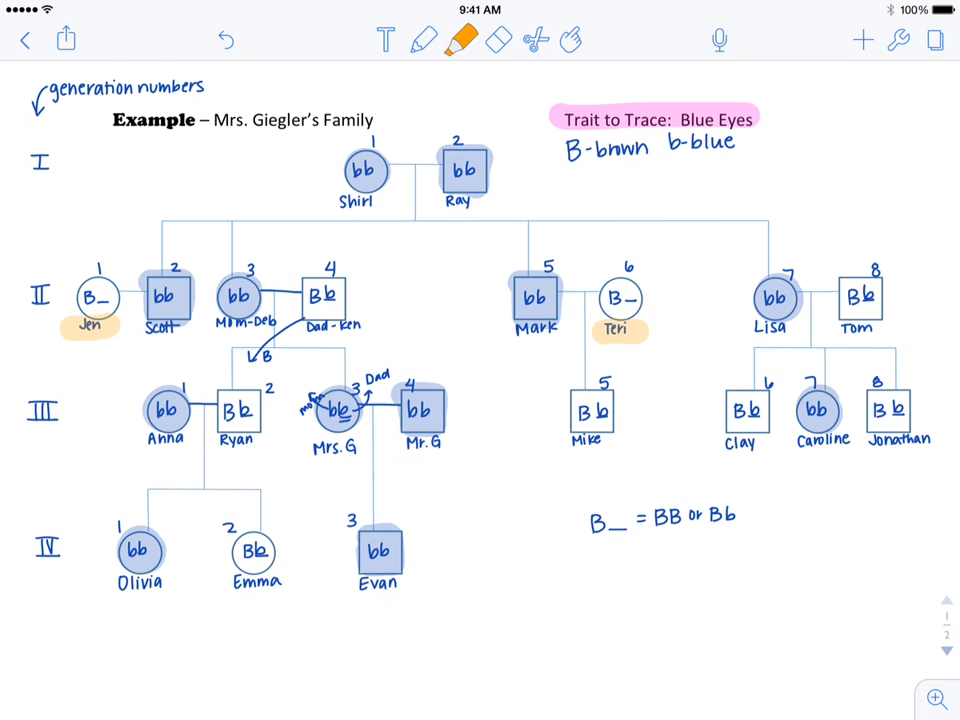 9:41 AM
100%
T
generation numbers
Example – Mrs. Giegler's Family
Trait to Trace: Blue Eyes
B-brown b-blue
I
1 2
bb bb
Shirl Ray
II
1 2 3 4 5 6 7 8
B_ bb bb Bb bb B_ bb Bb
Jen Scott Mom-Deb Dad-Ken Mark Teri Lisa Tom
B
III
Dad
mom
1 2 3 4 5 6 7 8
bb Bb bb bb Bb Bb bb Bb
Anna Ryan Mrs. G Mr. G Mike Clay Caroline Jonathan
B_ = BB or Bb
IV
1 2 3
bb Bb bb
Olivia Emma Evan
1
2